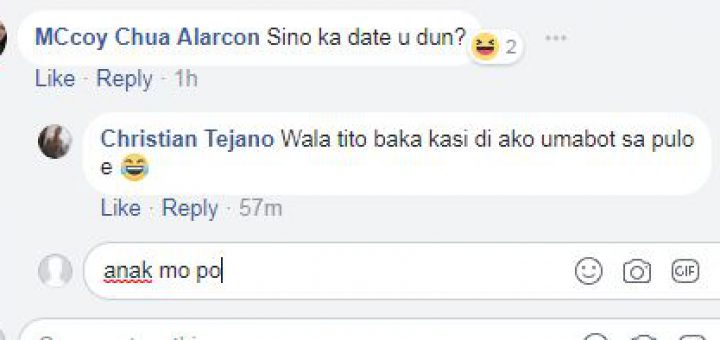 MCcoy Chua Alarcon Sino ka date u dun?
2
Like · Reply · 1h
Christian Tejano Wala tito baka kasi di ako umabot sa pulo
e
Like · Reply · 57m
anak mo po
GIF